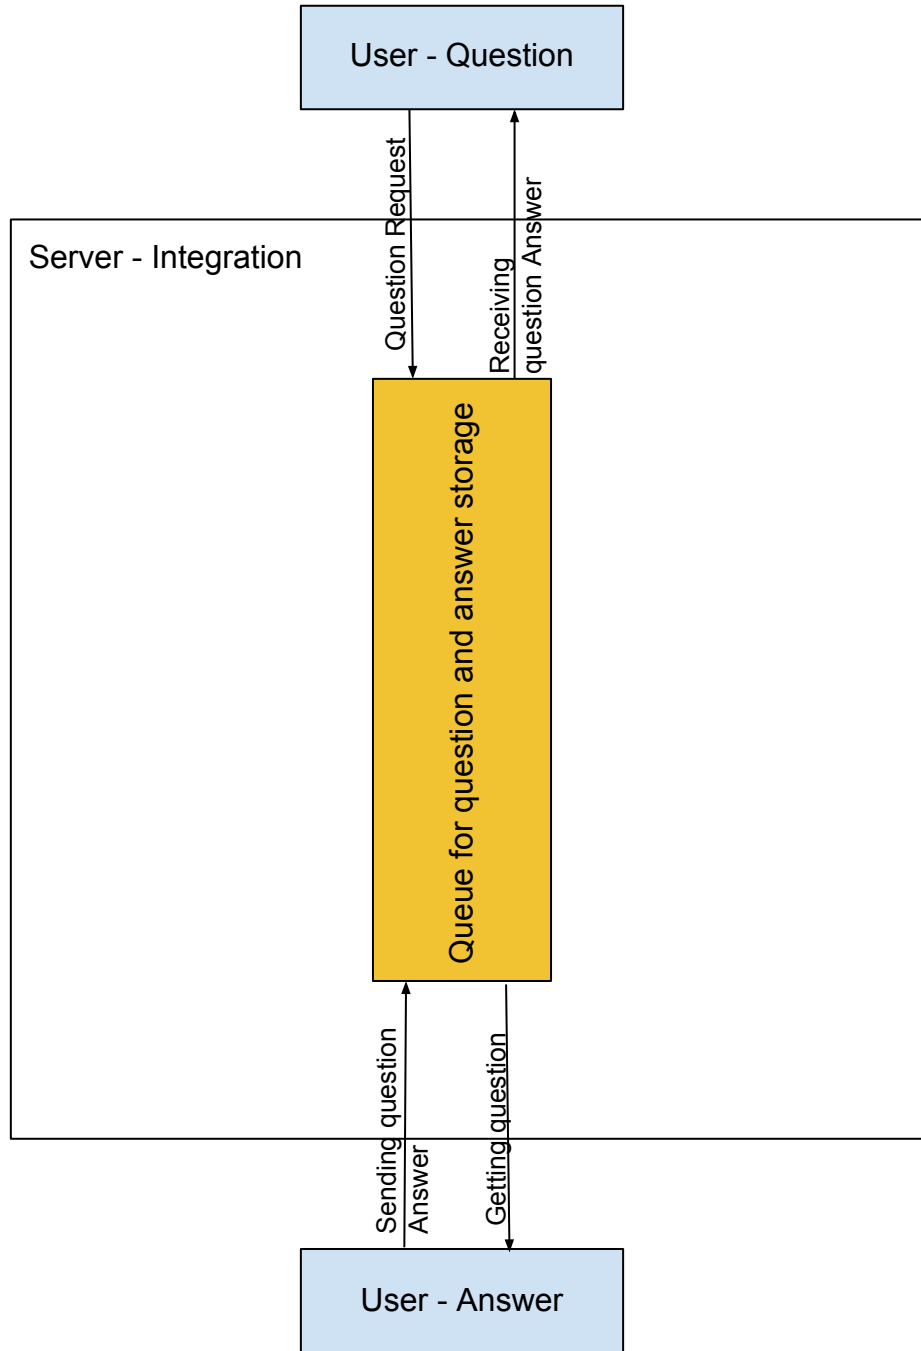 User - Question
Question Request
Receiving
question Answer
Server - Integration
Queue for question and answer storage
Sending question
Answer
Getting question
User - Answer